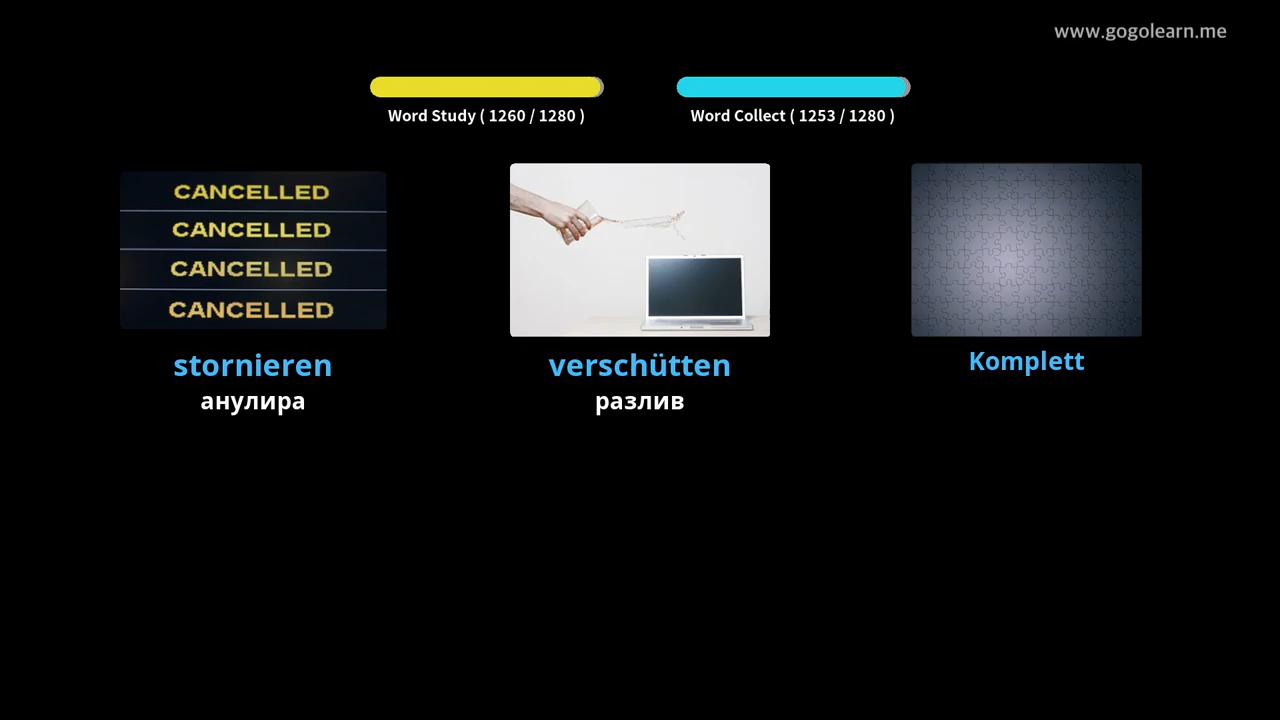 www.gogolearn.me
Word Study ( 1260 / 1280 )
Word Collect ( 1253 / 1280 )
CANCELLED
CANCELLED
CANCELLED
CANCELLED
stornieren
анулира
verschütten
разлив
Komplett